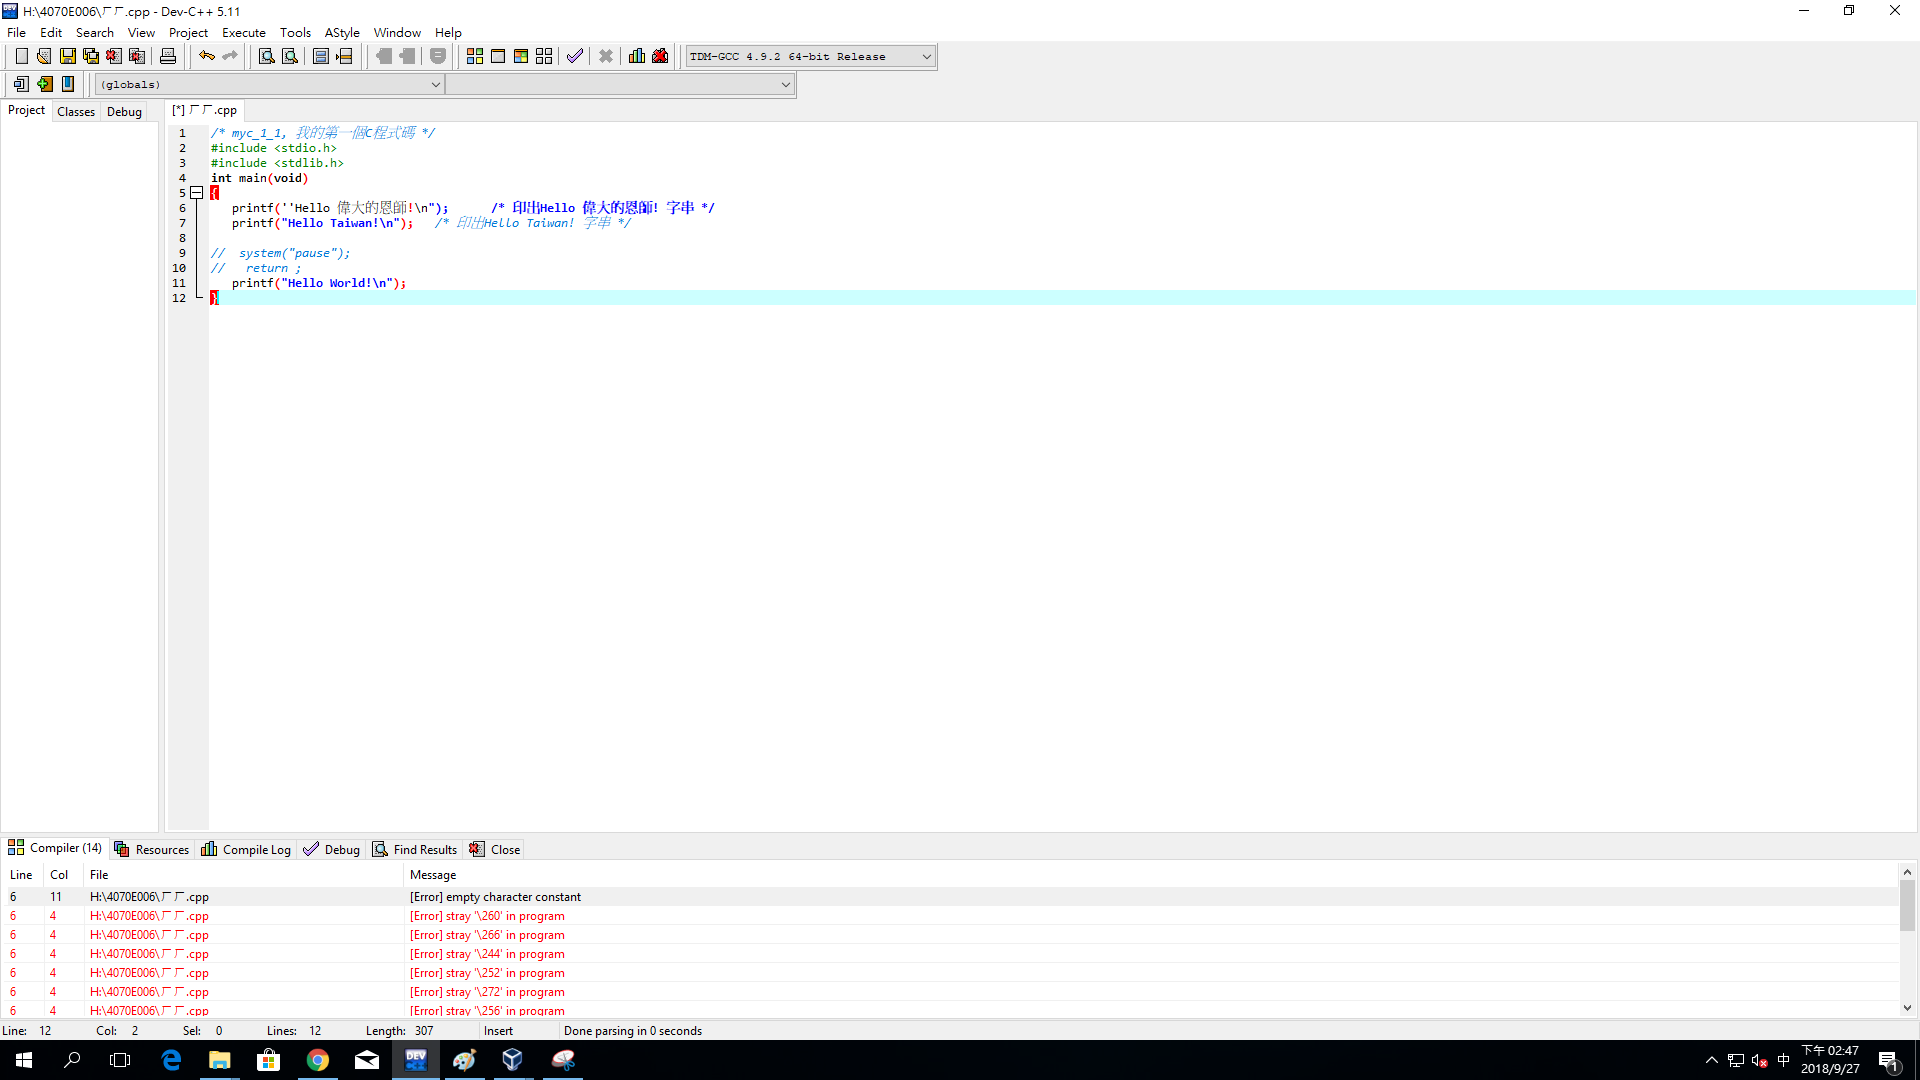 H:\4070E006\ㄏㄏ.cpp - Dev-C++ 5.11
File Edit Search View Project Execute Tools AStyle Window Help
TDM-GCC 4.9.2 64-bit Release
(globals)
Project Classes Debug [*] ㄏㄏ.cpp
1 /* myc_1_1, 我的第一個C程式碼 */
2 #include <stdio.h>
3 #include <stdlib.h>
4 int main(void)
5 {
6 printf(''Hello 偉大的恩師!\n"); /* 印出Hello 偉大的恩師! 字串 */
7 printf("Hello Taiwan!\n"); /* 印出Hello Taiwan! 字串 */
8
9 // system("pause");
10 // return ;
11 printf("Hello World!\n");
12 }
Compiler (14) Resources Compile Log Debug Find Results Close
Line Col File Message
6 11 H:\4070E006\ㄏㄏ.cpp [Error] empty character constant
6 4 H:\4070E006\ㄏㄏ.cpp [Error] stray '\260' in program
6 4 H:\4070E006\ㄏㄏ.cpp [Error] stray '\266' in program
6 4 H:\4070E006\ㄏㄏ.cpp [Error] stray '\244' in program
6 4 H:\4070E006\ㄏㄏ.cpp [Error] stray '\252' in program
6 4 H:\4070E006\ㄏㄏ.cpp [Error] stray '\272' in program
6 4 H:\4070E006\ㄏㄏ.cpp [Error] stray '\256' in program
Line: 12 Col: 2 Sel: 0 Lines: 12 Length: 307 Insert Done parsing in 0 seconds
DEV
中
下午 02:47
2018/9/27
1